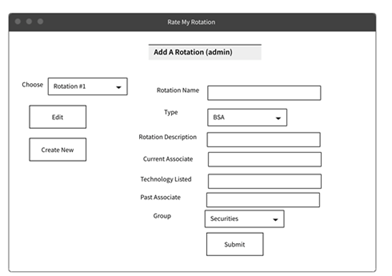 Rate My Rotation
Add A Rotation (admin)
Choose
Rotation #1
Edit
Create New
Rotation Name
Type
BSA
Rotation Description
Current Associate
Technology Listed
Past Associate
Group
Securities
Submit